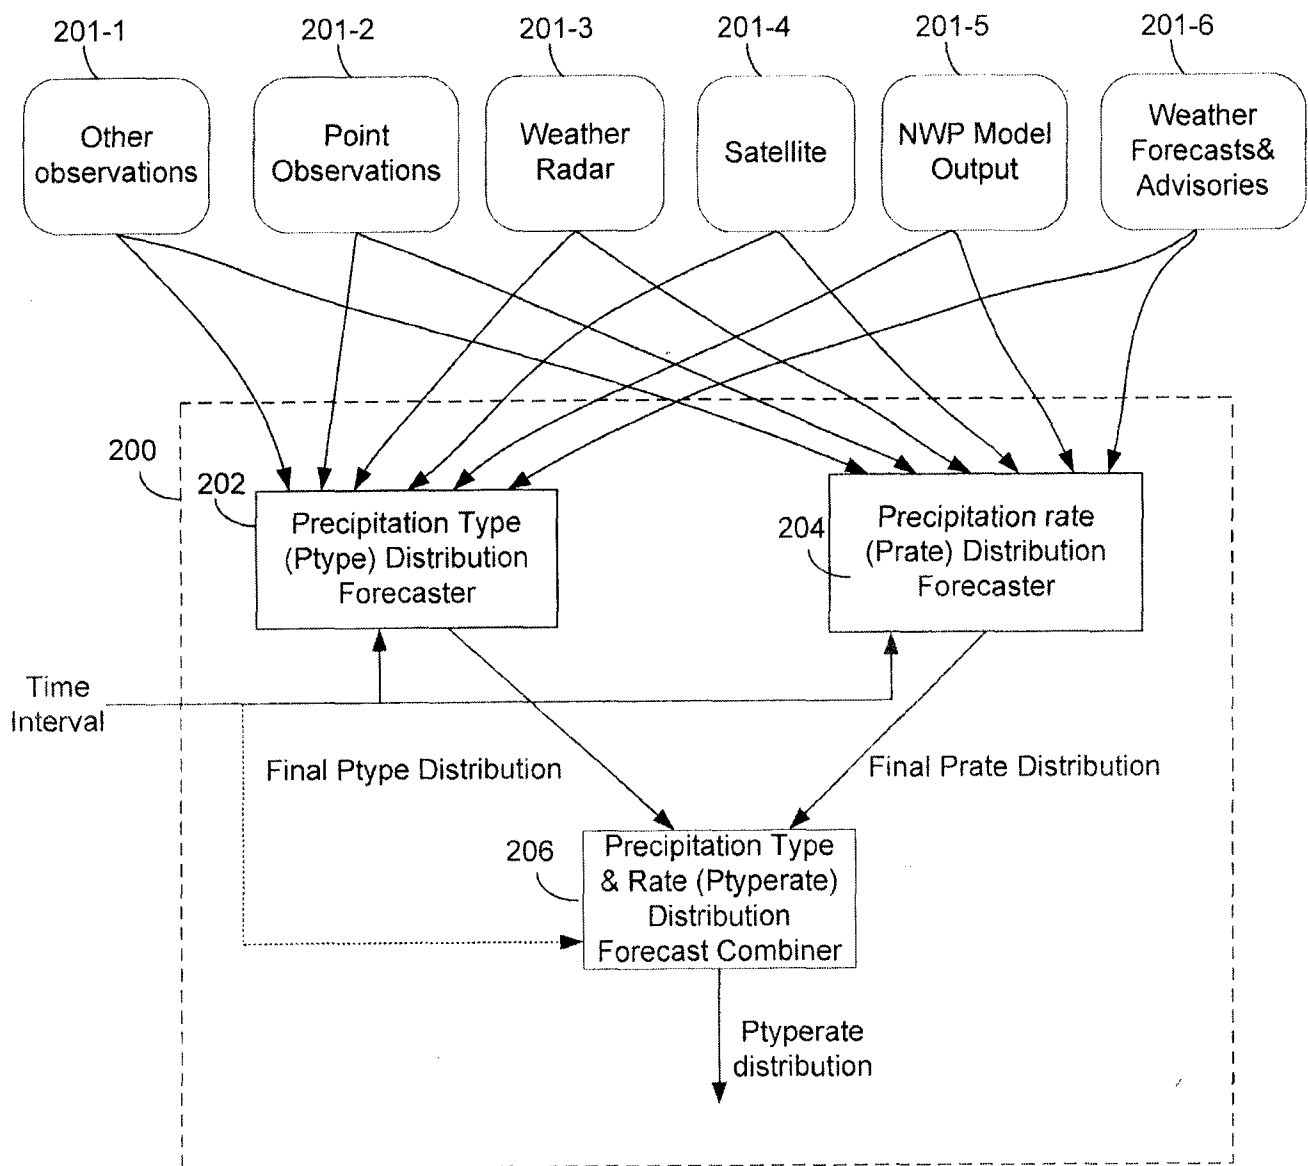 201-1
201-2
201-3
201-4
201-5
201-6
Other
observations
Point
Observations
Weather
Radar
Satellite
NWP Model
Output
Weather
Forecasts&
Advisories
200
202
Precipitation Type
(Ptype) Distribution
Forecaster
204
Precipitation rate
(Prate) Distribution
Forecaster
Time
Interval
Final Ptype Distribution
Final Prate Distribution
206
Precipitation Type
& Rate (Ptyperate)
Distribution
Forecast Combiner
Ptyperate
distribution